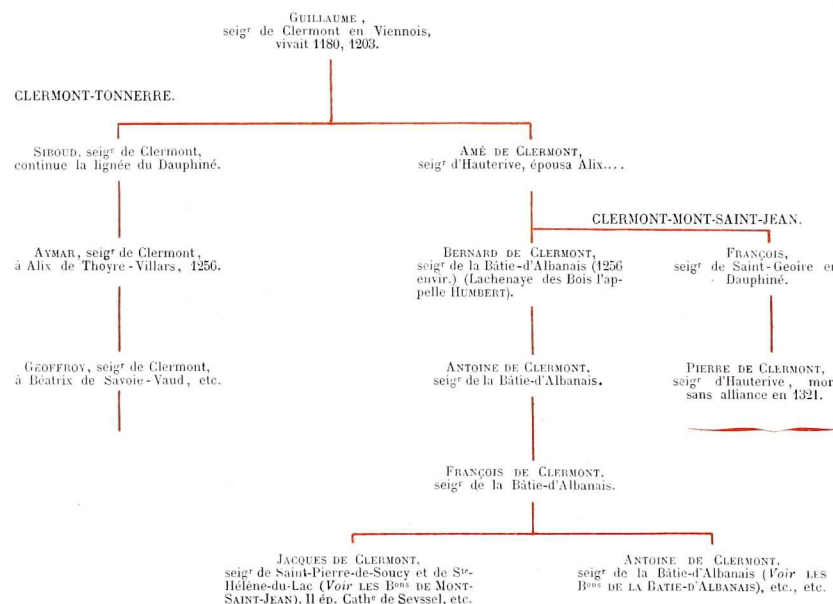 GUILLAUME,
seigʳ de Clermont en Viennois,
vivait 1180, 1203.
CLERMONT-TONNERRE.
SIBOUD, seigʳ de Clermont,
continue la lignée du Dauphiné.
AMÉ DE CLERMONT,
seigʳ d'Hauterive, épousa Alix....
CLERMONT-MONT-SAINT-JEAN.
AYMAR, seigʳ de Clermont,
à Alix de Thoyre-Villars, 1256.
BERNARD DE CLERMONT,
seigʳ de la Bâtie-d'Albanais (1256
envir.) (Lachenaye des Bois l'ap-
pelle HUMBERT).
FRANÇOIS,
seigʳ de Saint-Geoire en
Dauphiné.
GEOFFROY, seigʳ de Clermont,
à Béatrix de Savoie-Vaud, etc.
ANTOINE DE CLERMONT,
seigʳ de la Bâtie-d'Albanais.
PIERRE DE CLERMONT,
seigʳ d'Hauterive, mor
sans alliance en 1321.
FRANÇOIS DE CLERMONT,
seigʳ de la Bâtie-d'Albanais.
JACQUES DE CLERMONT,
seigʳ de Saint-Pierre-de-Soucy et de Sᵗᵉ-
Hélène-du-Lac (Voir LES Bᵒⁿˢ DE MONT-
SAINT-JEAN). Il ép. Cathᵉ de Seyssel, etc.
ANTOINE DE CLERMONT,
seigʳ de la Bâtie-d'Albanais (Voir LES
Bᵒⁿˢ DE LA BATIE-D'ALBANAIS), etc., etc.